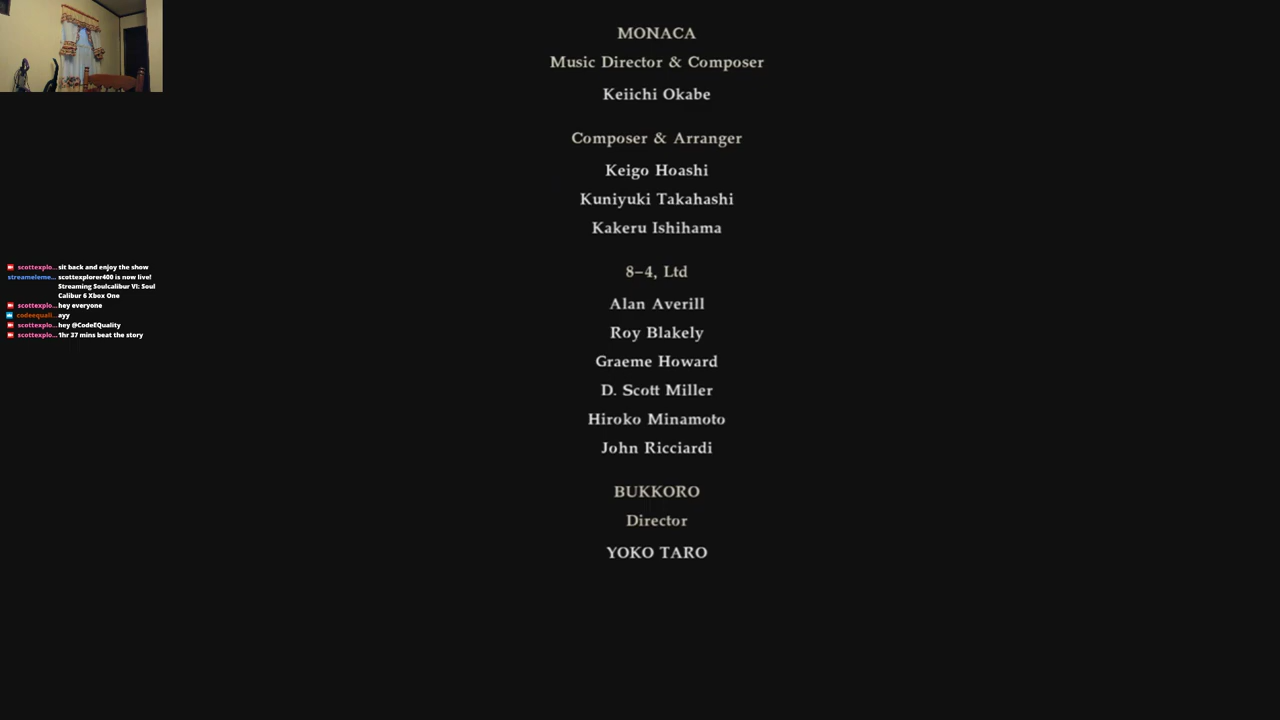 MONACA
Music Director & Composer
Keiichi Okabe
Composer & Arranger
Keigo Hoashi
Kuniyuki Takahashi
Kakeru Ishihama
8-4, Ltd
Alan Averill
Roy Blakely
Graeme Howard
D. Scott Miller
Hiroko Minamoto
John Ricciardi
BUKKORO
Director
YOKO TARO
scottexplo... sit back and enjoy the show
streameleme... scottexplorer400 is now live!
Streaming Soulcalibur VI: Soul
Calibur 6 Xbox One
scottexplo... hey everyone
codeequali... ayy
scottexplo... hey @CodeEQuality
scottexplo... 1hr 37 mins beat the story